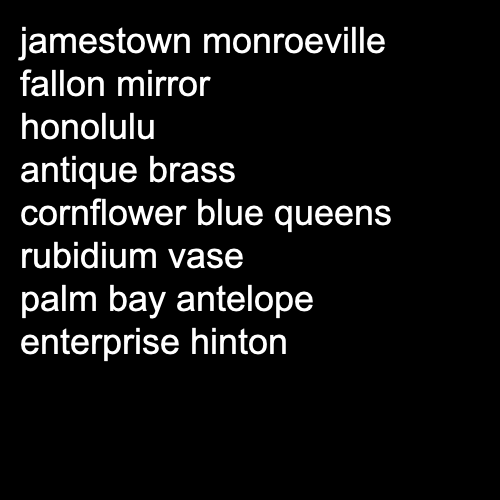 jamestown monroeville
fallon mirror
honolulu
antique brass
cornflower blue queens
rubidium vase
palm bay antelope
enterprise hinton